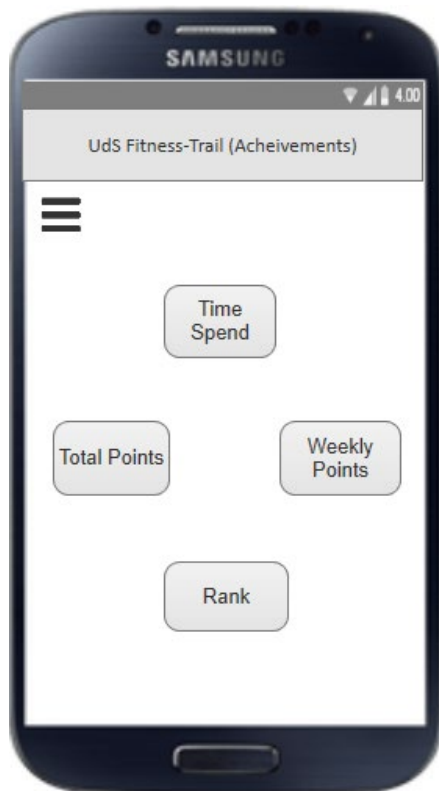 SAMSUNG
4.00
UdS Fitness-Trail (Acheivements)
Time
Spend
Total Points
Weekly
Points
Rank